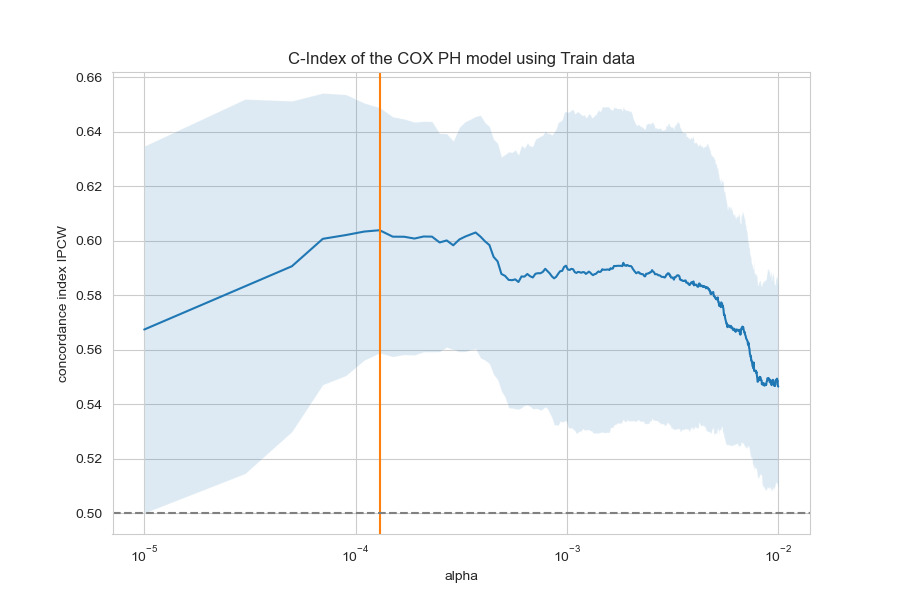 C-Index of the COX PH model using Train data
concordance index IPCW
0.66
0.64
0.62
0.60
0.58
0.56
0.54
0.52
0.50
10⁻⁵ 10⁻⁴ 10⁻³ 10⁻²
alpha